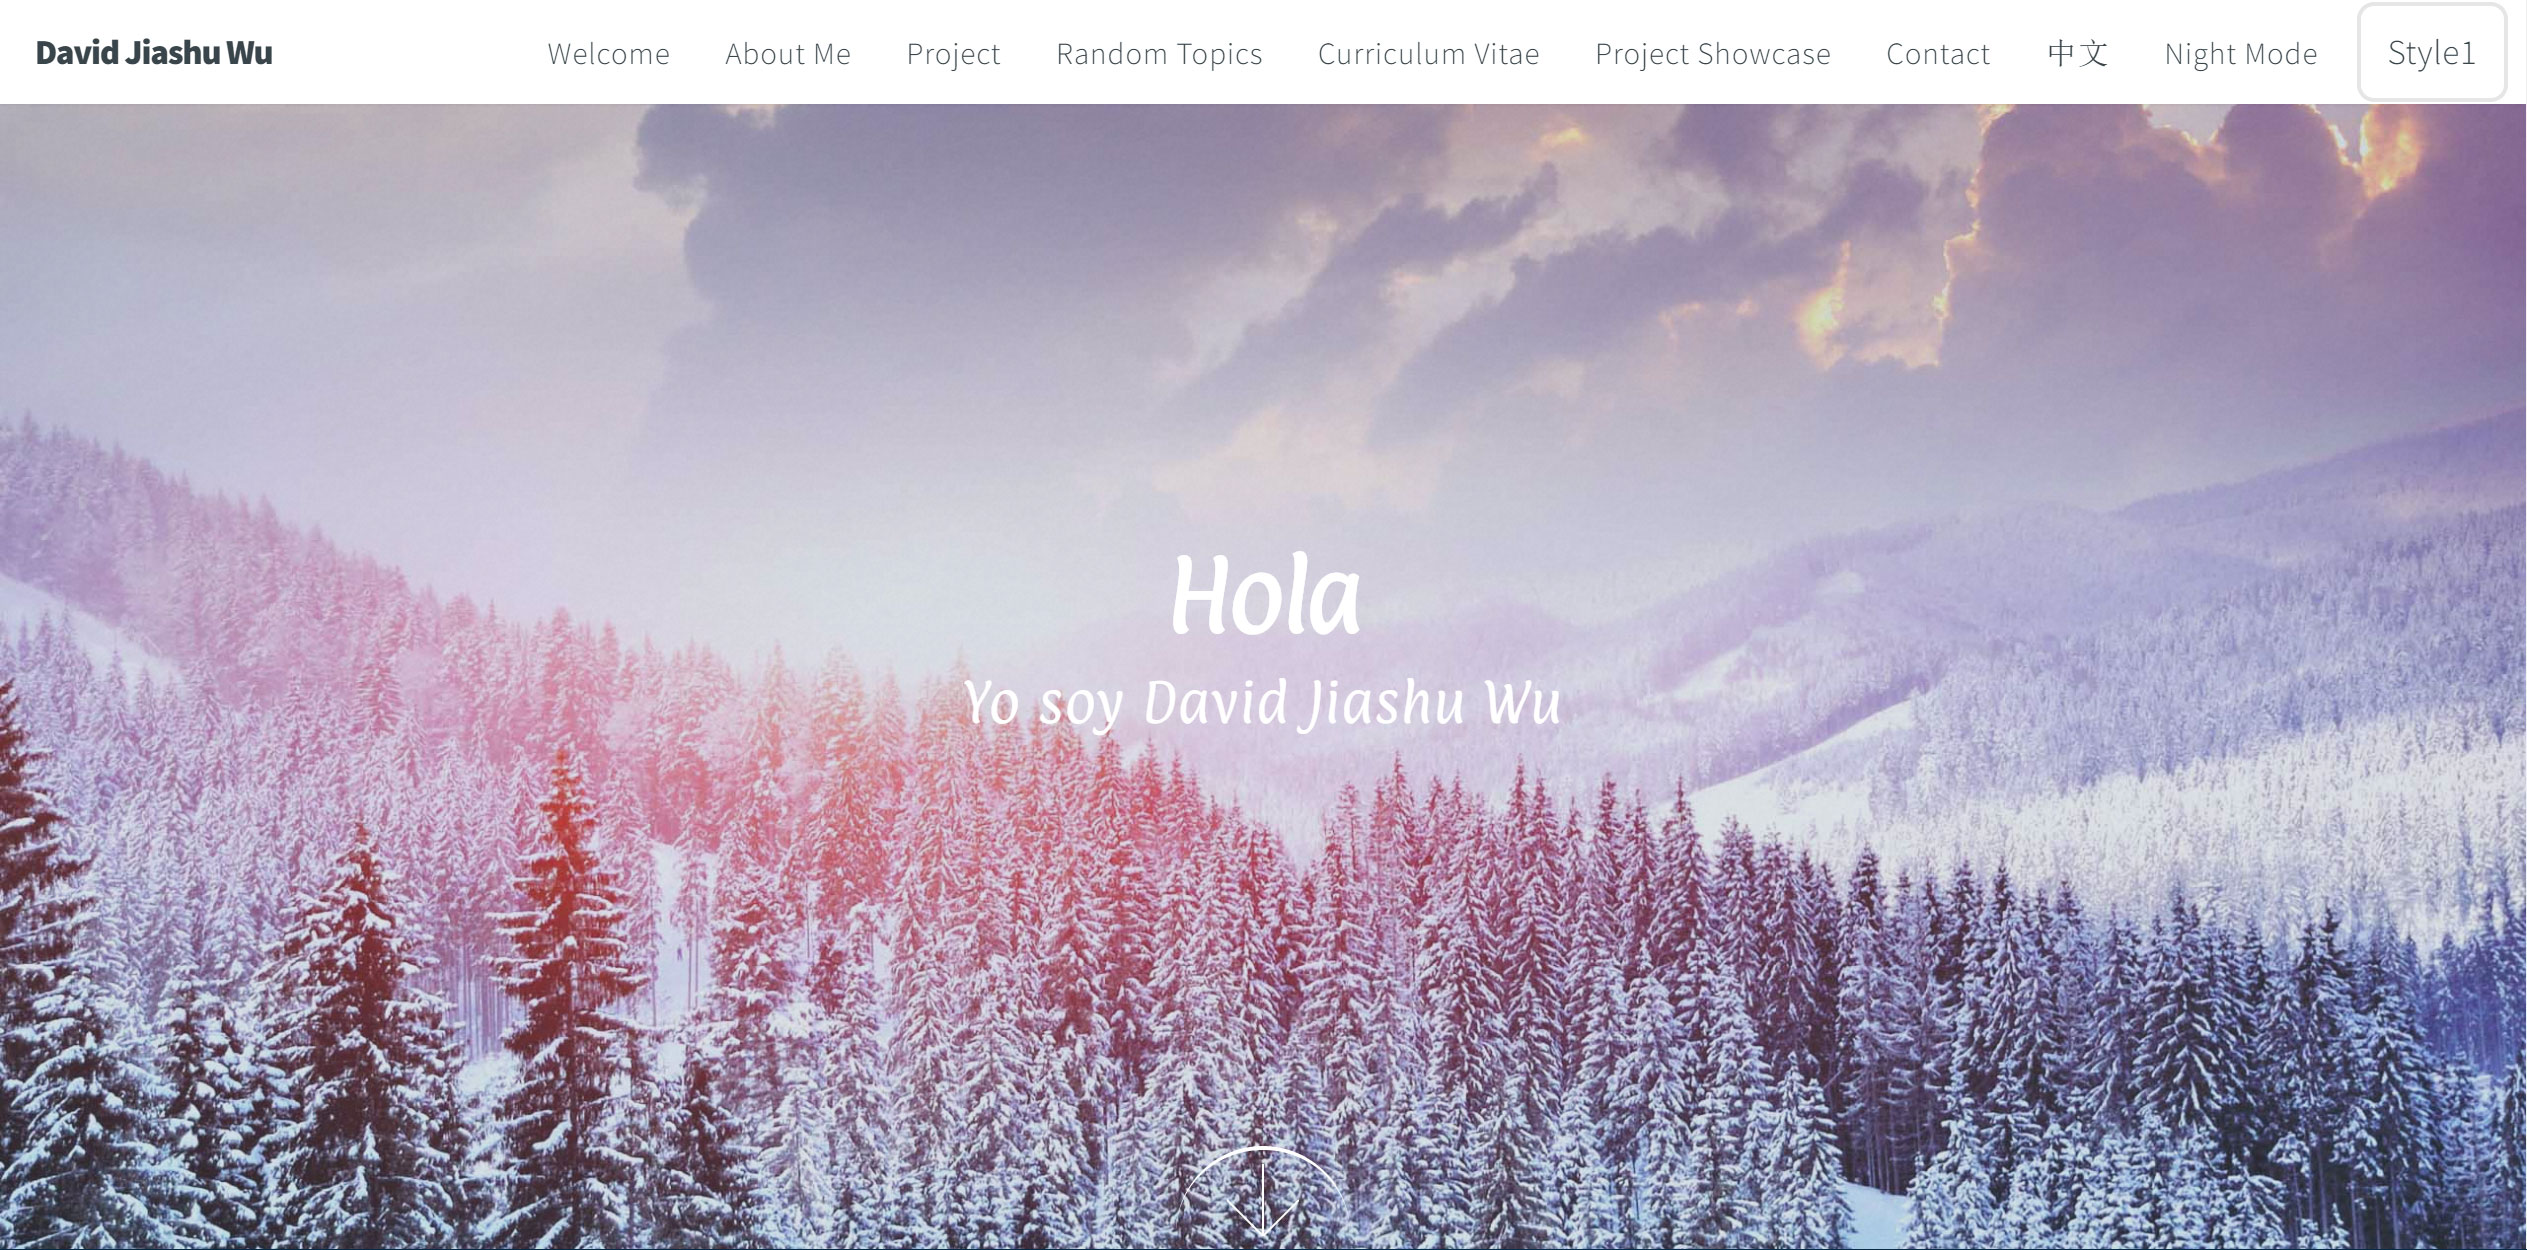 David Jiashu Wu Welcome About Me Project Random Topics Curriculum Vitae Project Showcase Contact 中文 Night Mode Style1
Hola
Yo soy David Jiashu Wu